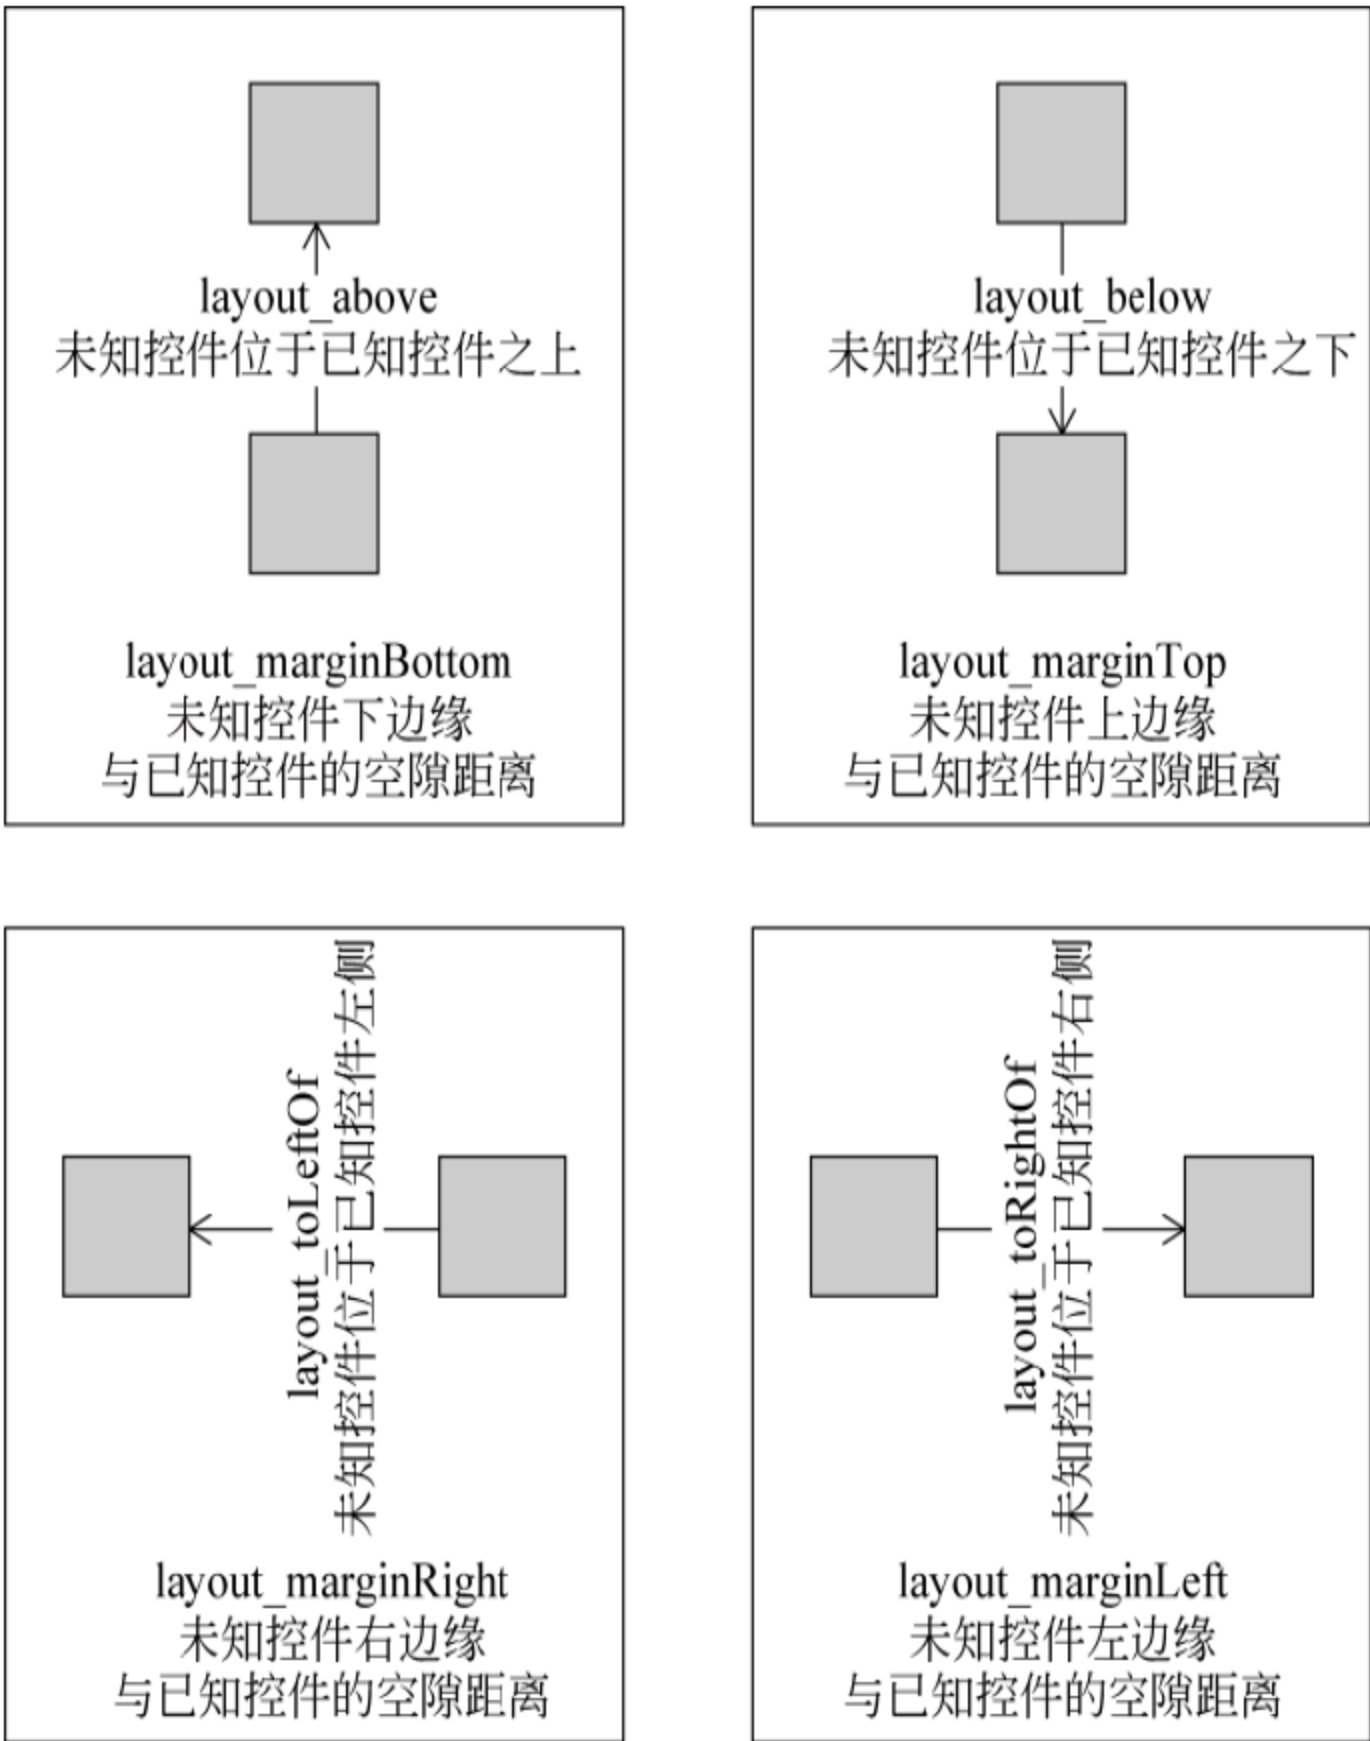 layout_above
未知控件位于已知控件之上
layout_marginBottom
未知控件下边缘
与已知控件的空隙距离
layout_below
未知控件位于已知控件之下
layout_marginTop
未知控件上边缘
与已知控件的空隙距离
layout_toLeftOf
未知控件位于已知控件左侧
layout_marginRight
未知控件右边缘
与已知控件的空隙距离
layout_toRightOf
未知控件位于已知控件右侧
layout_marginLeft
未知控件左边缘
与已知控件的空隙距离